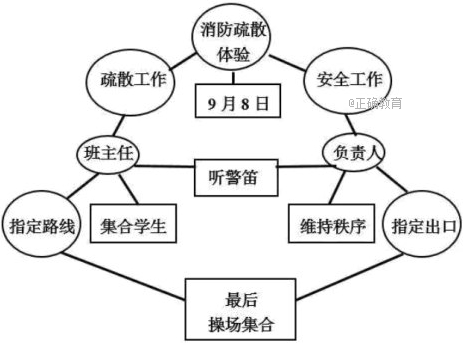 消防疏散
体验
疏散工作
安全工作
@正确教育
9月8日
班主任
负责人
听警笛
指定路线
集合学生
维持秩序
指定出口
最后
操场集合